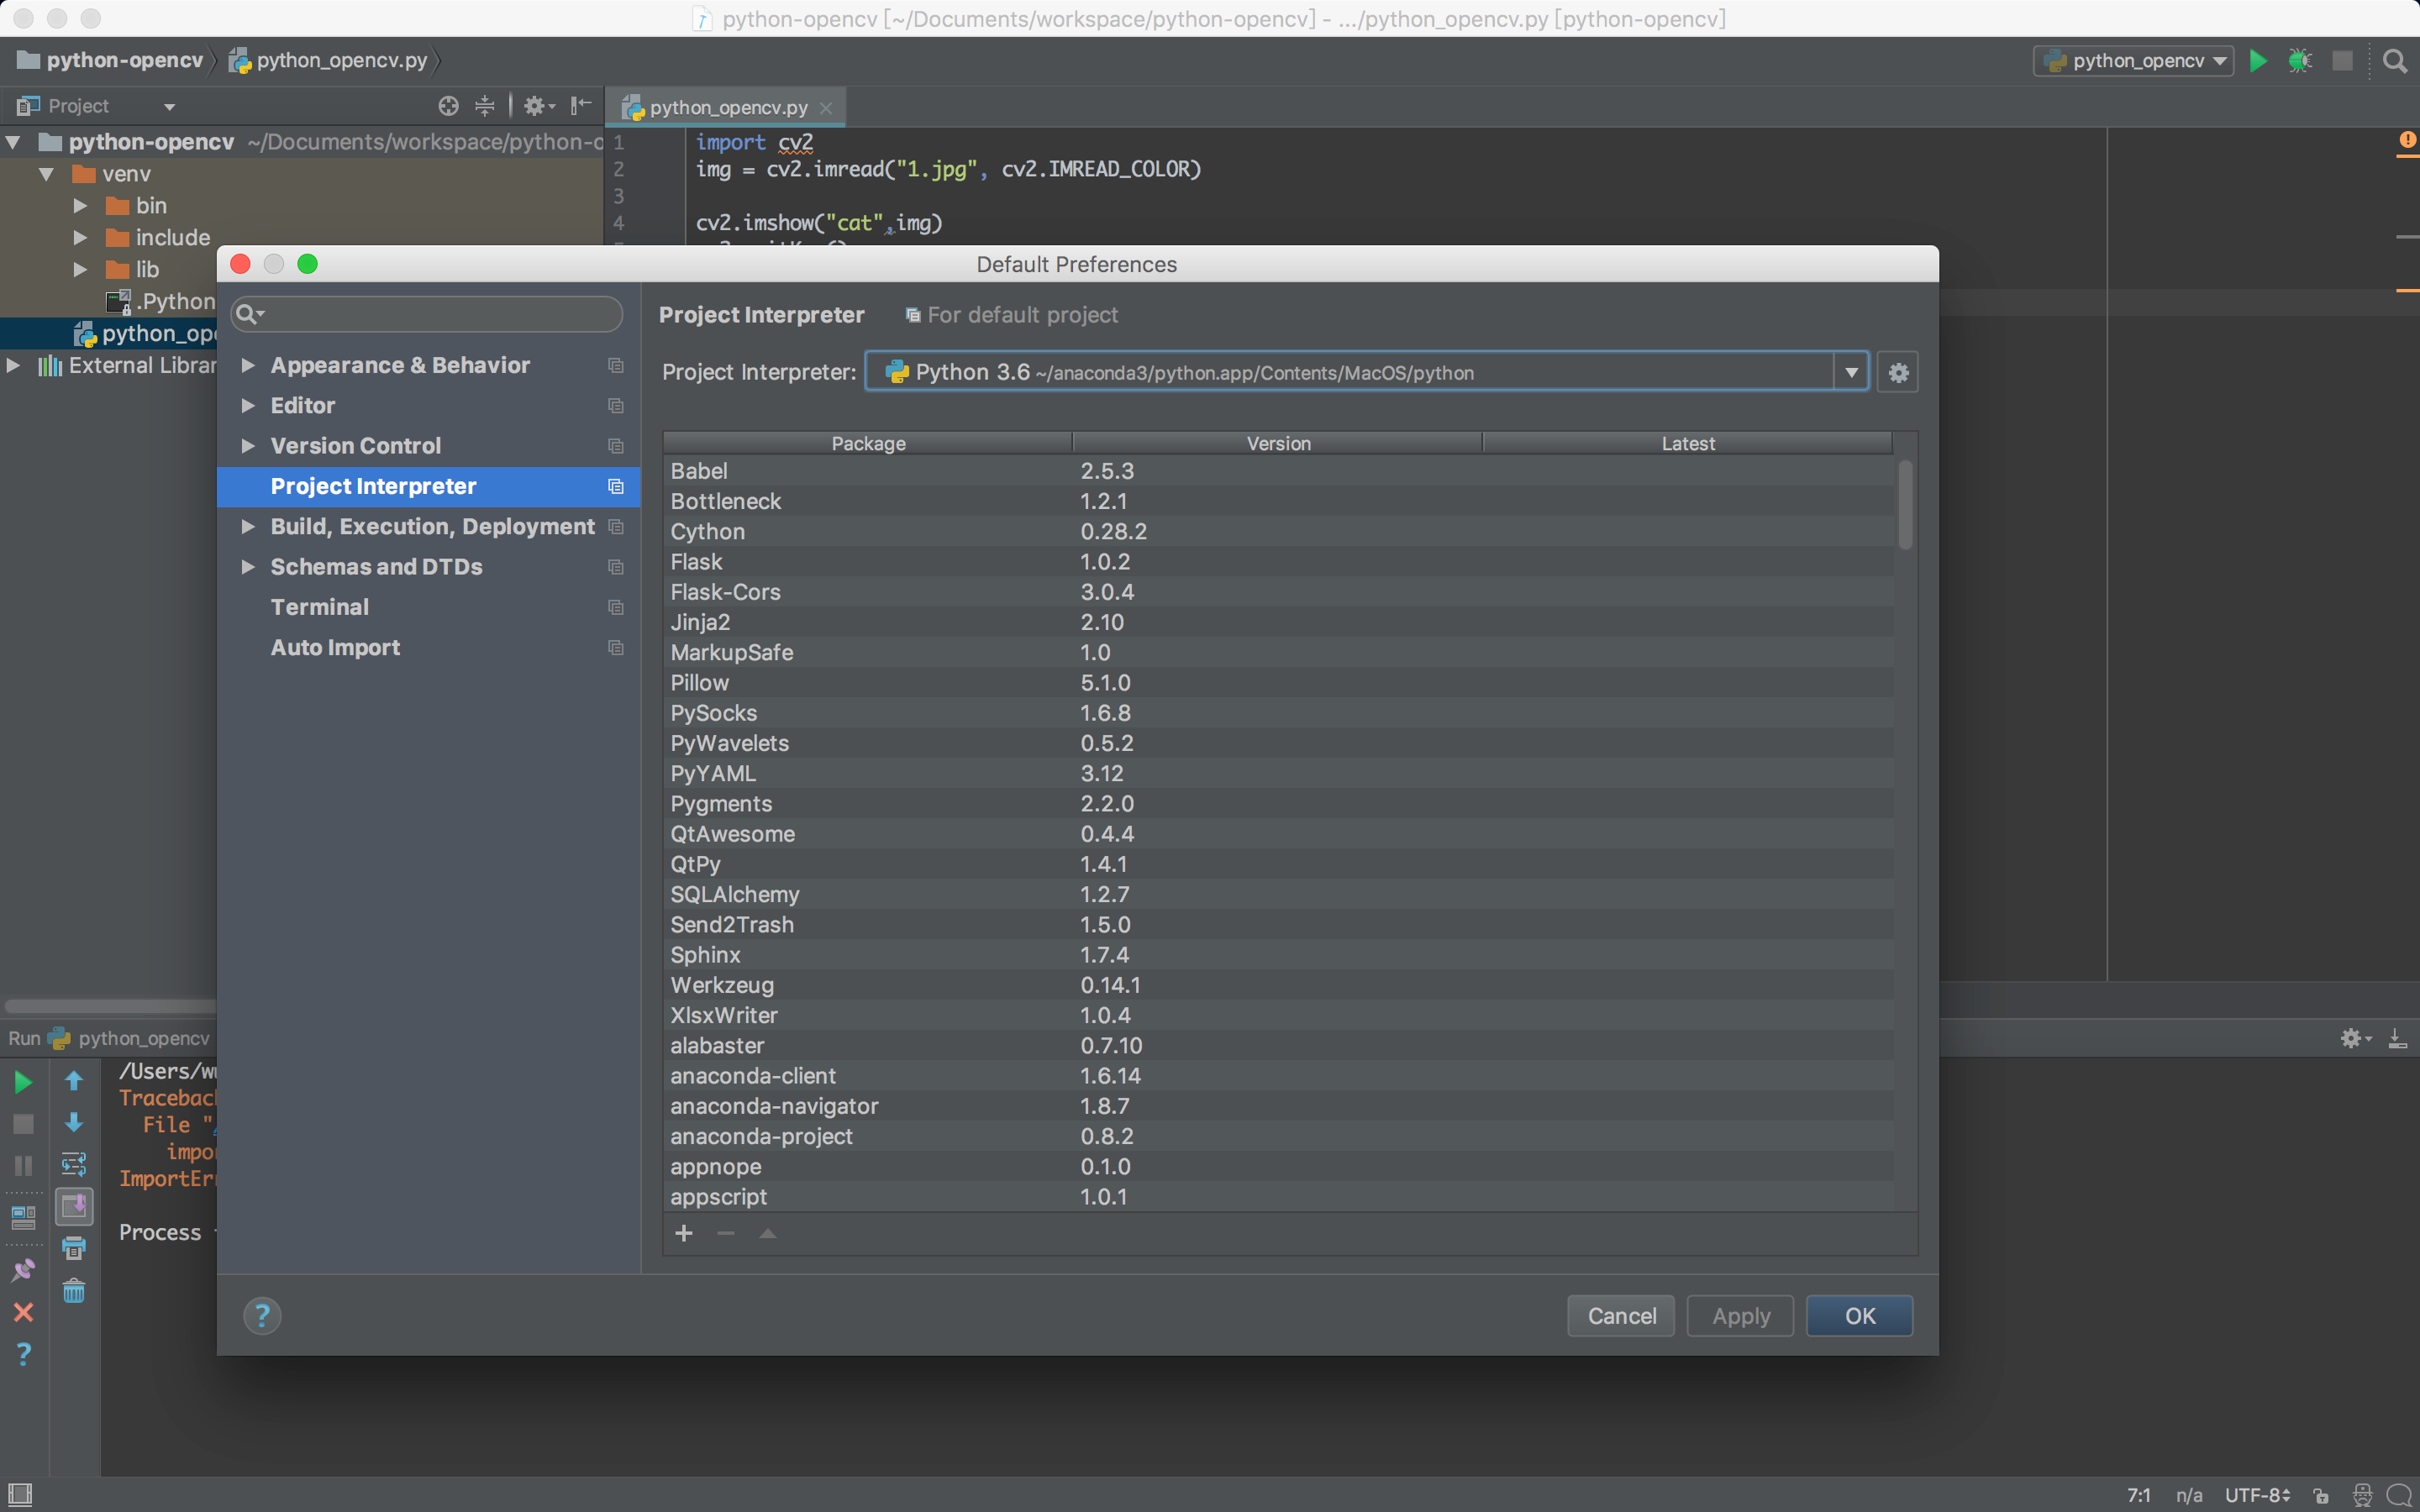 python-opencv [~/Documents/workspace/python-opencv] - .../python_opencv.py [python-opencv]
python-opencv python_opencv.py python_opencv
Project python_opencv.py
python-opencv ~/Documents/workspace/python-o
venv
bin
include
lib
.Python
python_ope
External Librar
1 import cv2
2 img = cv2.imread("1.jpg", cv2.IMREAD_COLOR)
3
4 cv2.imshow("cat",img)
Default Preferences
Appearance & Behavior
Editor
Version Control
Project Interpreter
Build, Execution, Deployment
Schemas and DTDs
Terminal
Auto Import
Project Interpreter For default project
Project Interpreter: Python 3.6 ~/anaconda3/python.app/Contents/MacOS/python
Package Version Latest
Babel 2.5.3
Bottleneck 1.2.1
Cython 0.28.2
Flask 1.0.2
Flask-Cors 3.0.4
Jinja2 2.10
MarkupSafe 1.0
Pillow 5.1.0
PySocks 1.6.8
PyWavelets 0.5.2
PyYAML 3.12
Pygments 2.2.0
QtAwesome 0.4.4
QtPy 1.4.1
SQLAlchemy 1.2.7
Send2Trash 1.5.0
Sphinx 1.7.4
Werkzeug 0.14.1
XlsxWriter 1.0.4
alabaster 0.7.10
anaconda-client 1.6.14
anaconda-navigator 1.8.7
anaconda-project 0.8.2
appnope 0.1.0
appscript 1.0.1
Cancel Apply OK
Run python_opencv
/Users/wu
Traceback
File "
impor
ImportErr
Process
7:1 n/a UTF-8